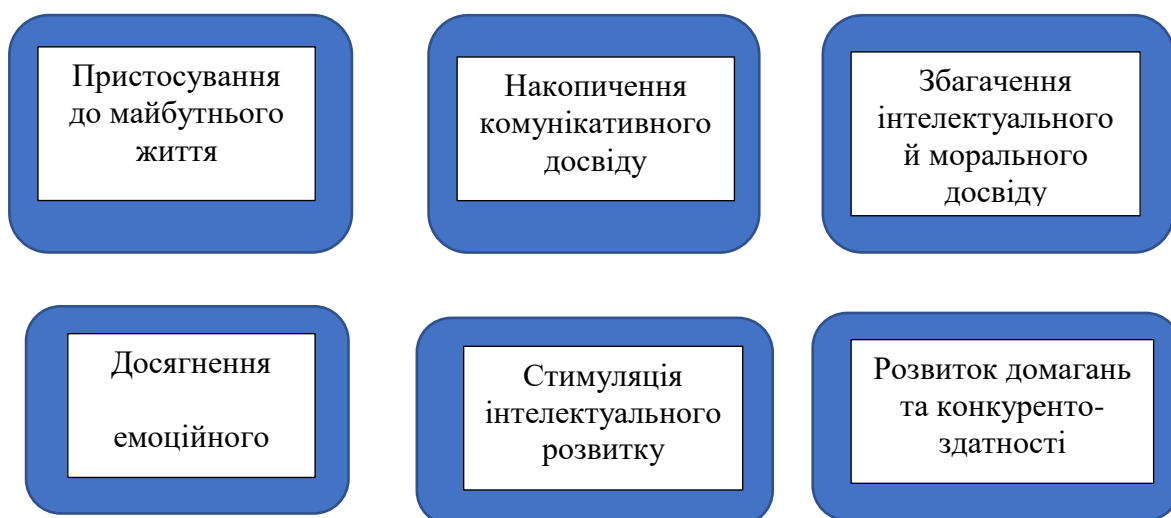 Пристосування
до майбутнього
життя
Накопичення
комунікативного
досвіду
Збагачення
інтелектуального
й морального
досвіду
Досягнення
емоційного
Стимуляція
інтелектуального
розвитку
Розвиток домагань
та конкуренто-
здатності